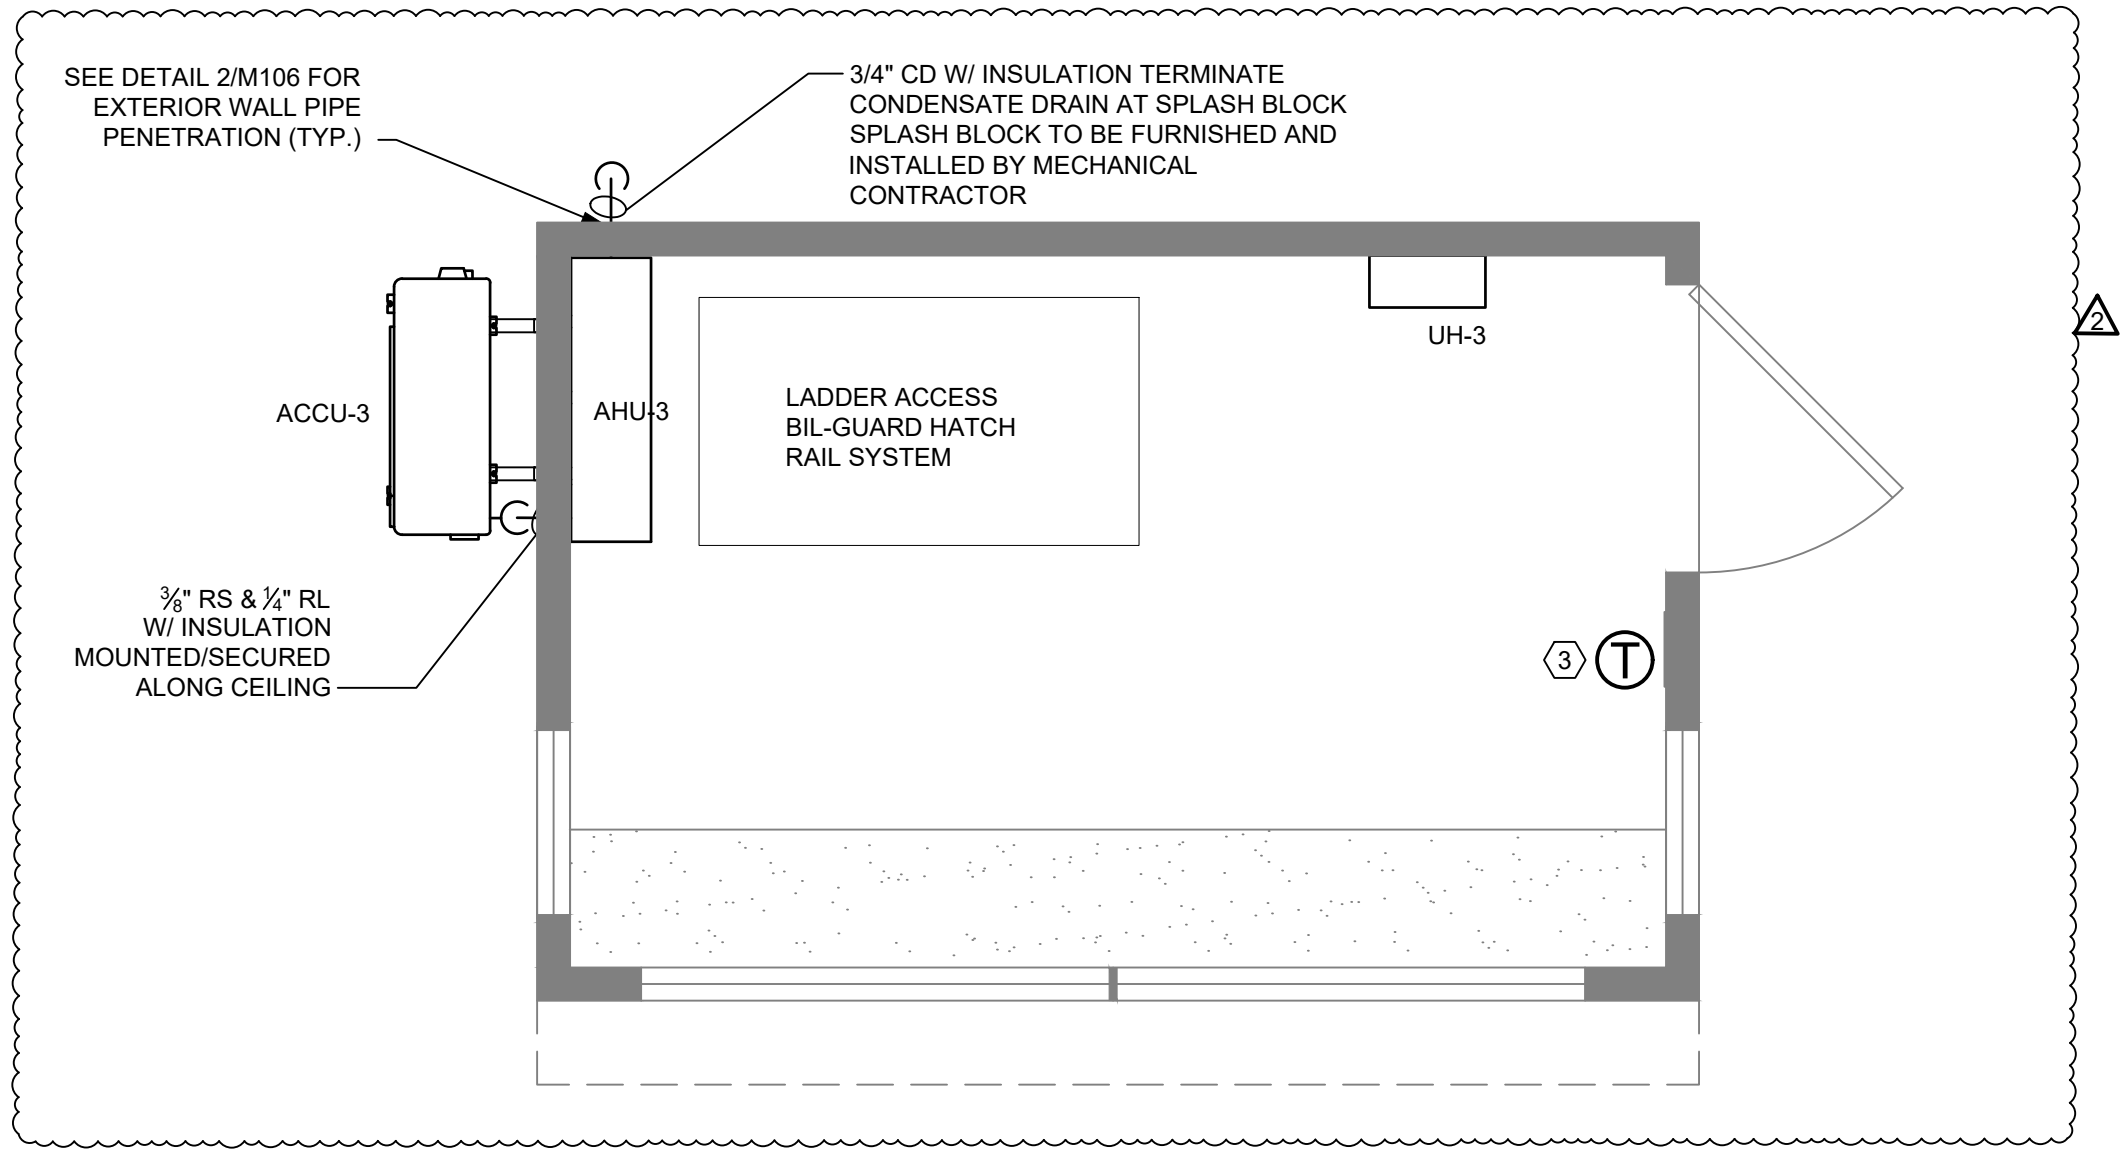 SEE DETAIL 2/M106 FOR
EXTERIOR WALL PIPE
PENETRATION (TYP.)
3/4" CD W/ INSULATION TERMINATE
CONDENSATE DRAIN AT SPLASH BLOCK
SPLASH BLOCK TO BE FURNISHED AND
INSTALLED BY MECHANICAL
CONTRACTOR
2
UH-3
ACCU-3
AHU-3
LADDER ACCESS
BIL-GUARD HATCH
RAIL SYSTEM
⅜" RS & ¼" RL
W/ INSULATION
MOUNTED/SECURED
ALONG CEILING
3 T